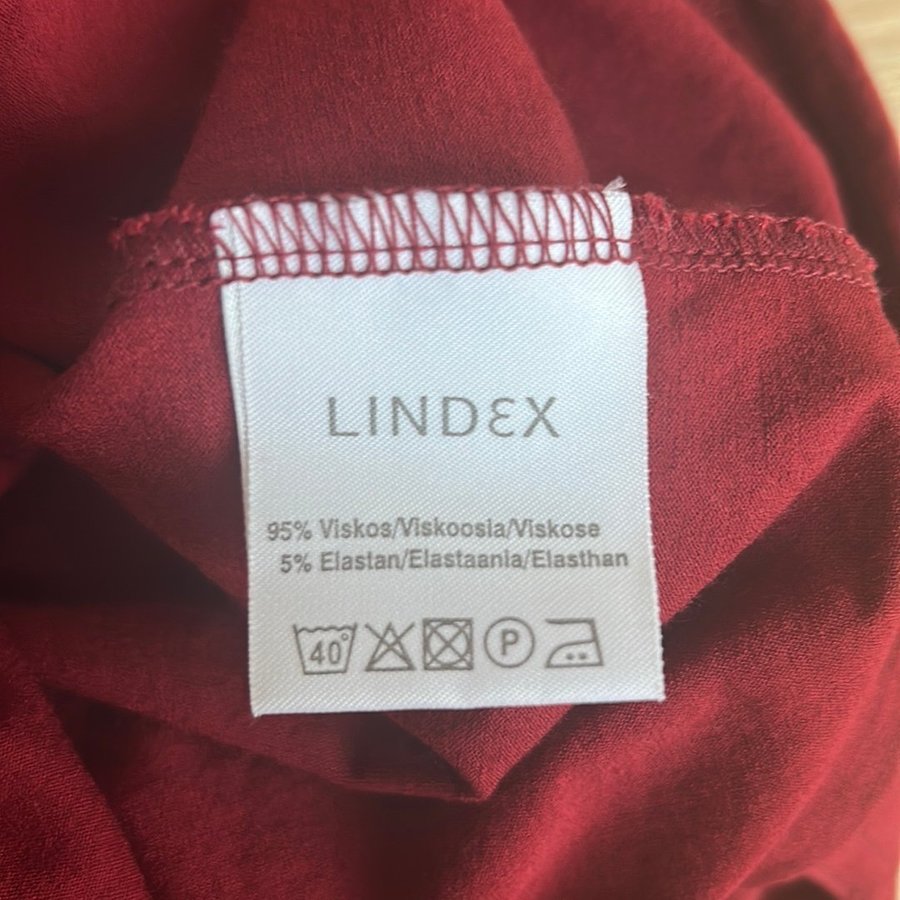 LINDEX
95% Viskos/Viskoosia/Viskose
5% Elastan/Elastaania/Elasthan
40° P